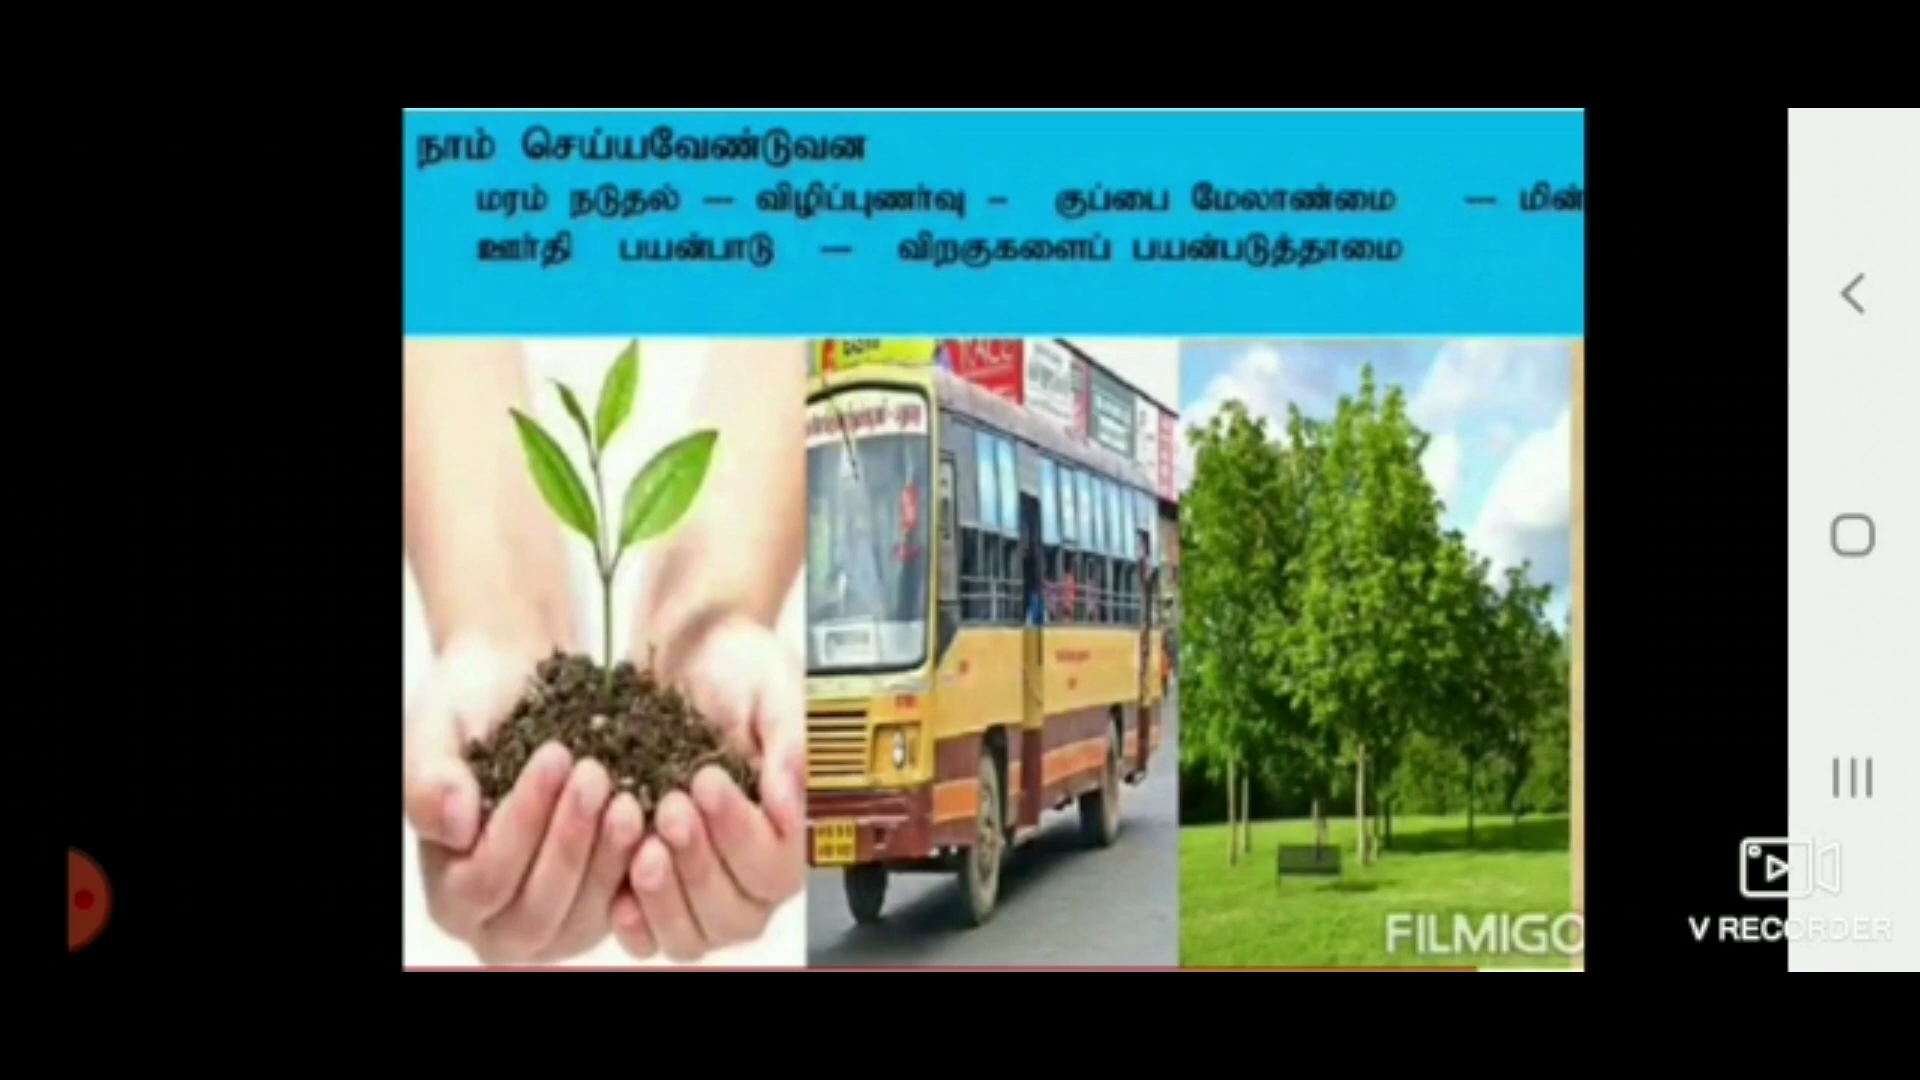 நாம் செய்யவேண்டுவன
மரம் நடுதல் — விழிப்புணர்வு – குப்பை மேலாண்மை — மின்
ஊர்தி பயன்பாடு — விறகுகளைப் பயன்படுத்தாமை
FILMIGO
V RECORDER